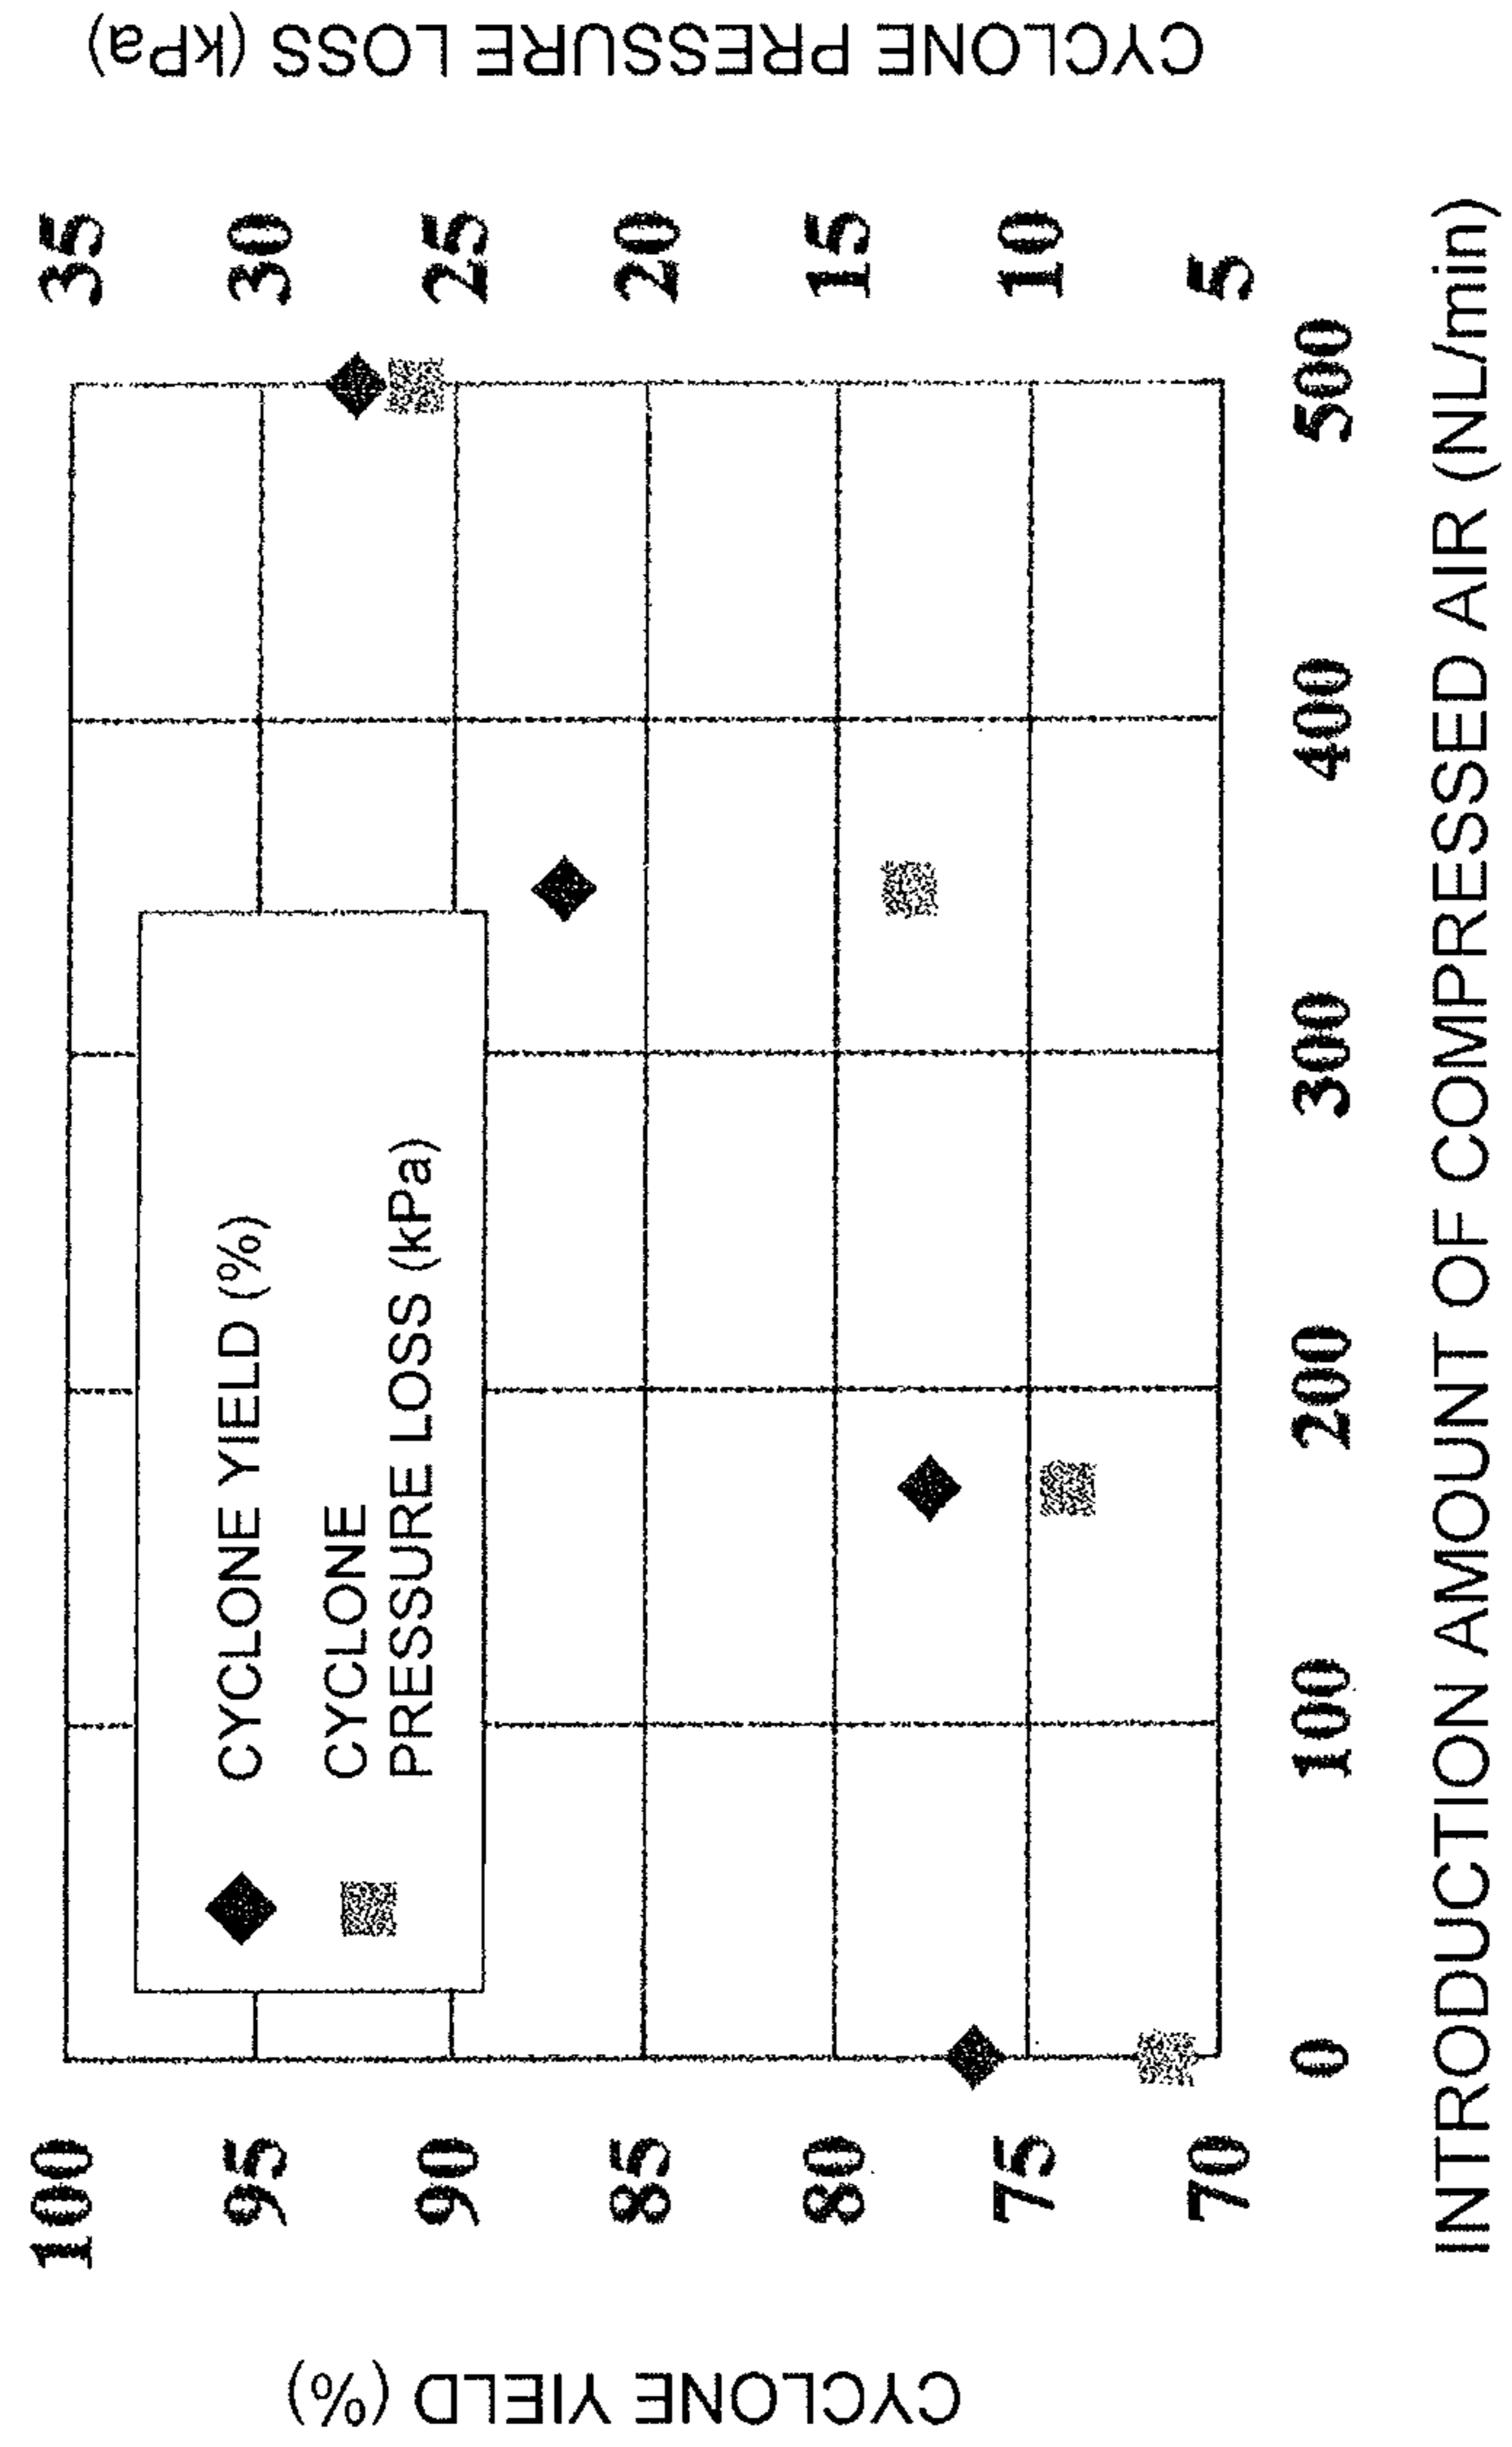 CYCLONE YIELD (%)
100
95
90
85
80
75
70
CYCLONE YIELD (%)
CYCLONE
PRESSURE LOSS (kPa)
35
30
25
20
15
10
5
CYCLONE PRESSURE LOSS (kPa)
0 100 200 300 400 500
INTRODUCTION AMOUNT OF COMPRESSED AIR (NL/min)